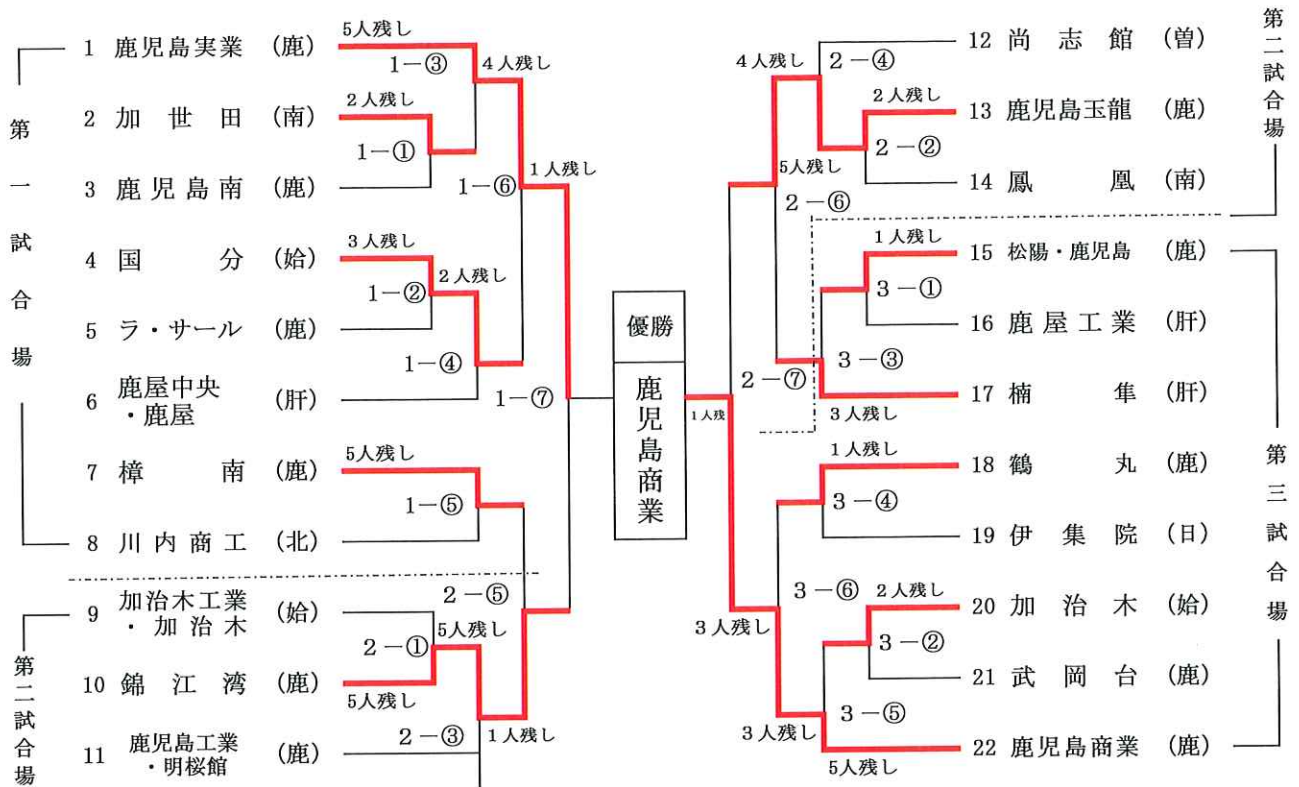 第一試合場
1 鹿児島実業 (鹿)
5人残し
1―③
4人残し
2 加世田 (南)
2人残し
1―①
3 鹿児島南 (鹿)
1―⑥
1人残し
4 国分 (姶)
3人残し
1―②
2人残し
5 ラ・サール (鹿)
1―④
6 鹿屋中央
・鹿屋 (肝)
1―⑦
7 樟南 (鹿)
5人残し
1―⑤
8 川内商工 (北)
第二試合場
9 加治木工業
・加治木 (姶)
2―⑤
2―①
5人残し
10 錦江湾 (鹿)
5人残し
11 鹿児島工業
・明桜館 (鹿)
2―③
1人残し
優勝
鹿児島商業
1人残
第二試合場
12 尚志館 (曽)
2―④
4人残し
13 鹿児島玉龍 (鹿)
2人残し
2―②
14 鳳凰 (南)
5人残し
2―⑥
第三試合場
15 松陽・鹿児島 (鹿)
1人残し
3―①
16 鹿屋工業 (肝)
3―③
2―⑦
17 楠隼 (肝)
3人残し
18 鶴丸 (鹿)
1人残し
3―④
19 伊集院 (日)
3―⑥
20 加治木 (姶)
2人残し
3―②
3人残し
21 武岡台 (鹿)
3―⑤
3人残し
22 鹿児島商業 (鹿)
5人残し